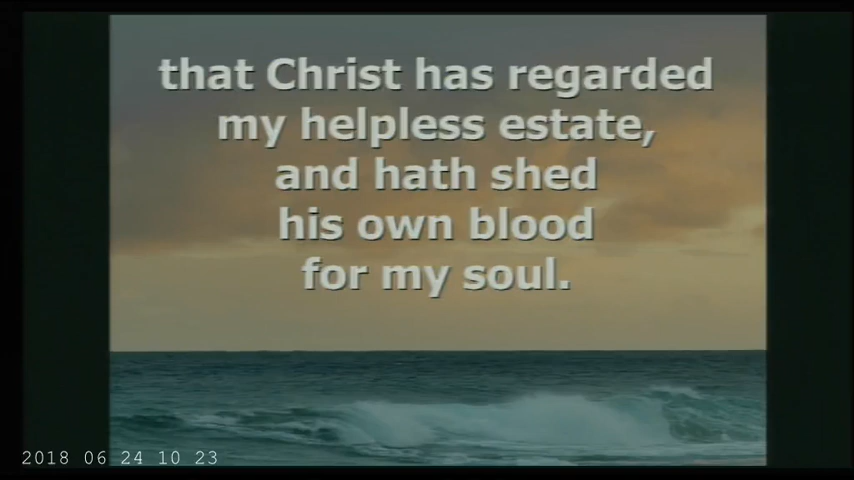 that Christ has regarded
my helpless estate,
and hath shed
his own blood
for my soul.
2018 06 24 10 23